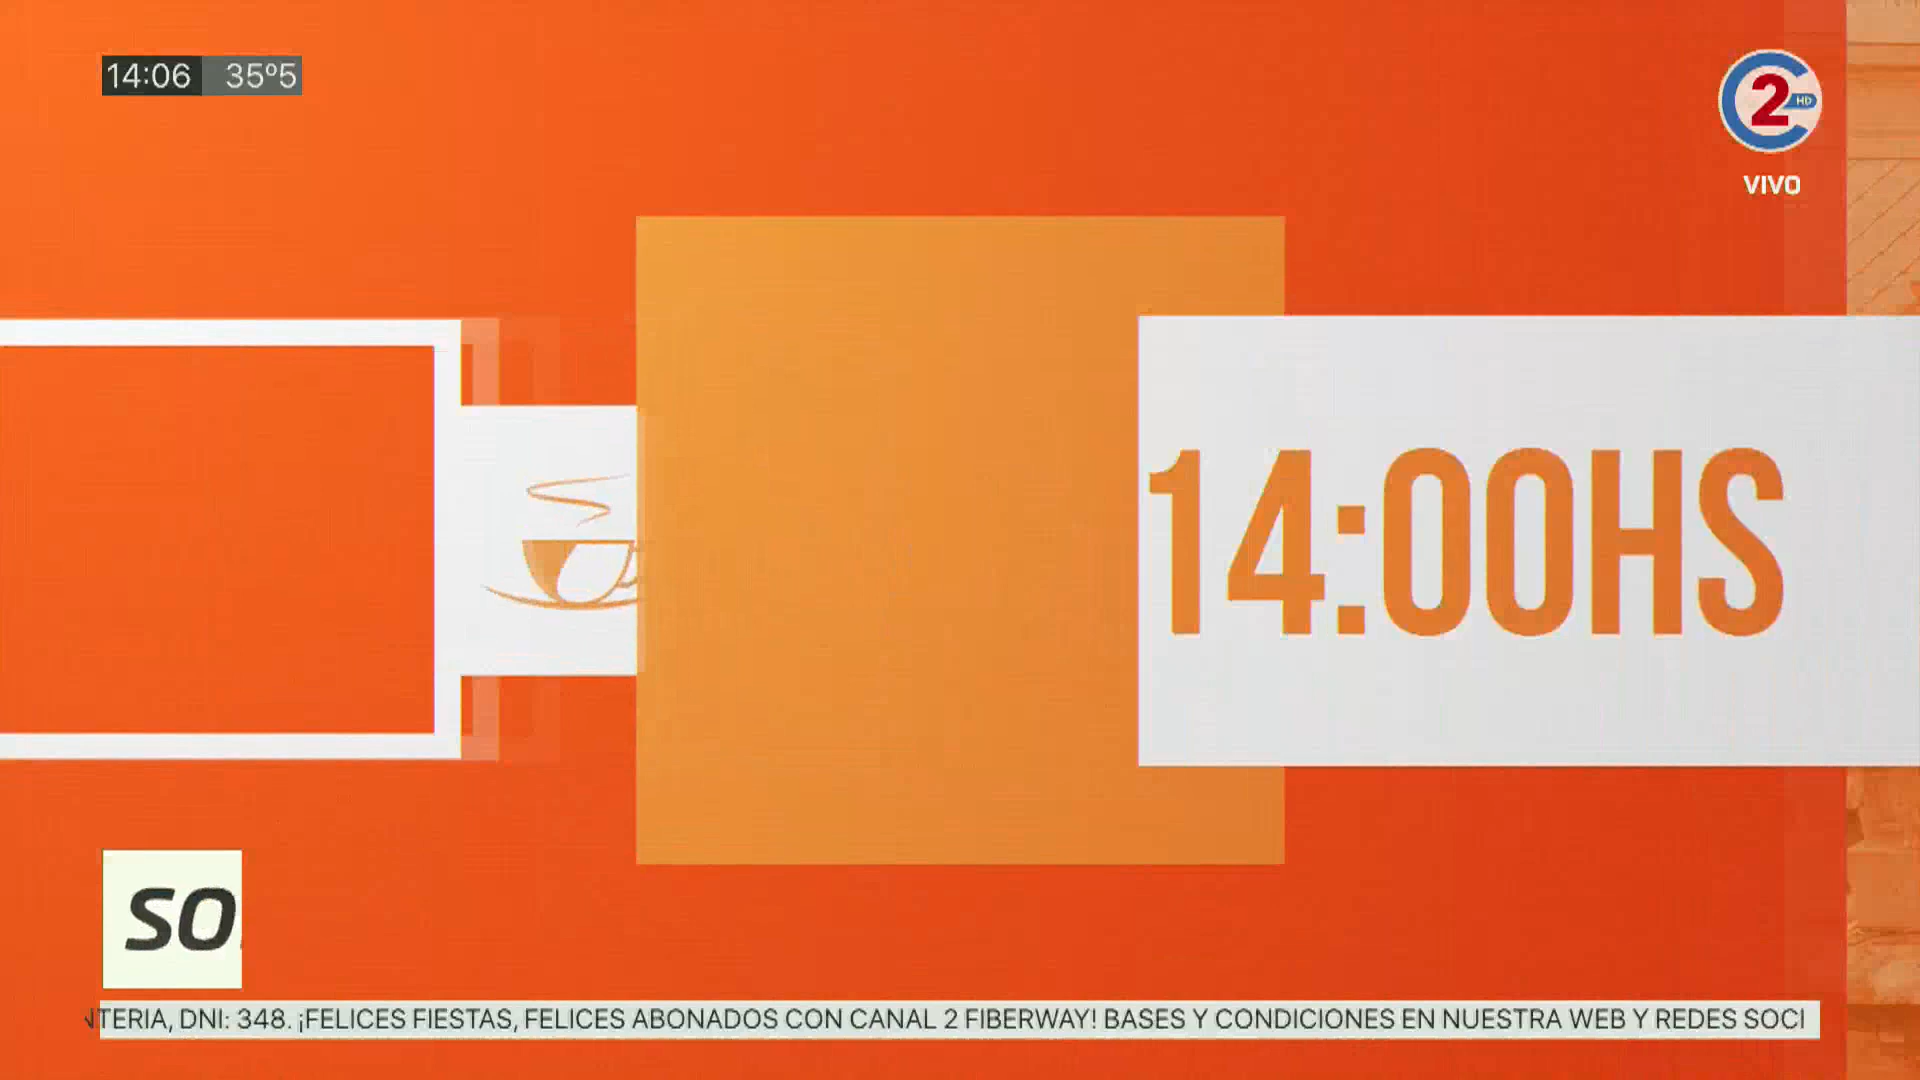 14:06 35º5
2 HD
VIVO
14:00HS
SO
NTERIA, DNI: 348. ¡FELICES FIESTAS, FELICES ABONADOS CON CANAL 2 FIBERWAY! BASES Y CONDICIONES EN NUESTRA WEB Y REDES SOCI